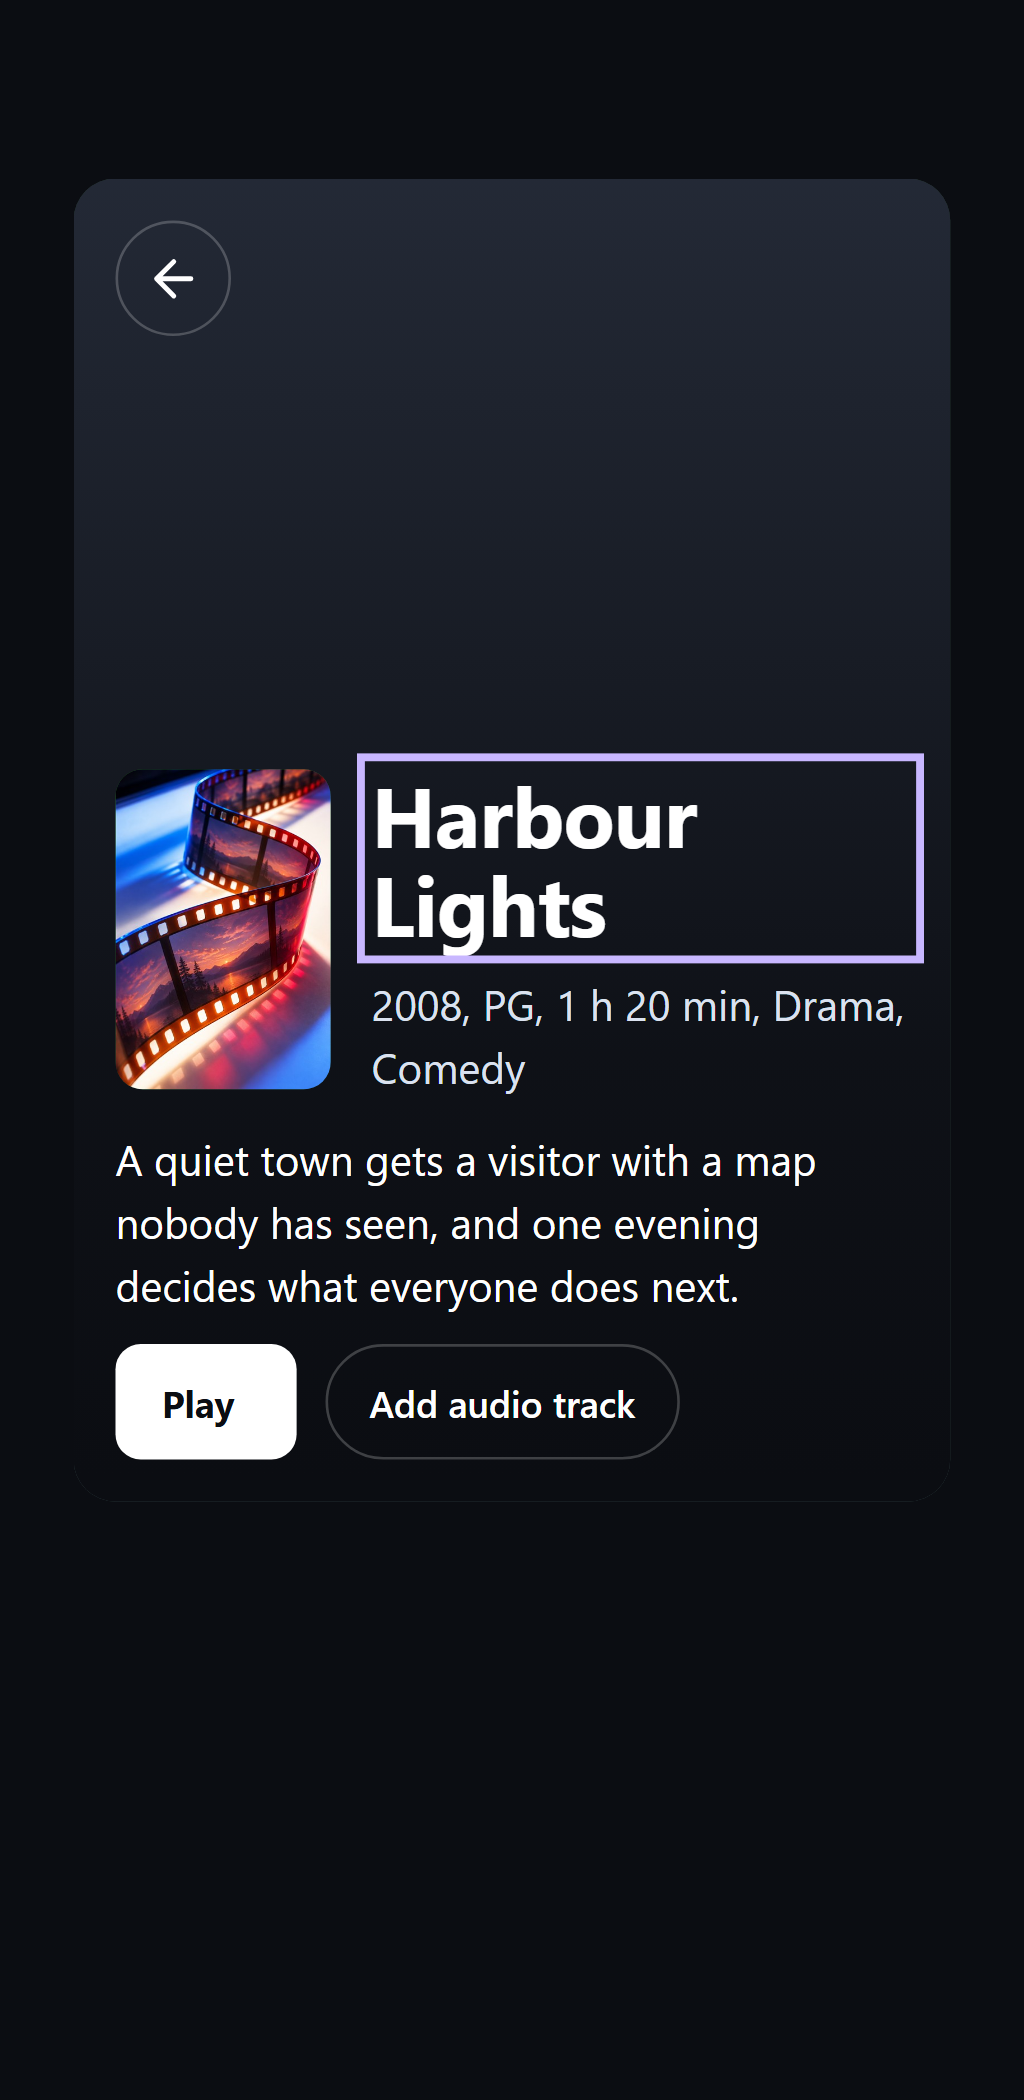 Harbour
Lights
2008, PG, 1 h 20 min, Drama,
Comedy
A quiet town gets a visitor with a map
nobody has seen, and one evening
decides what everyone does next.
Play
Add audio track